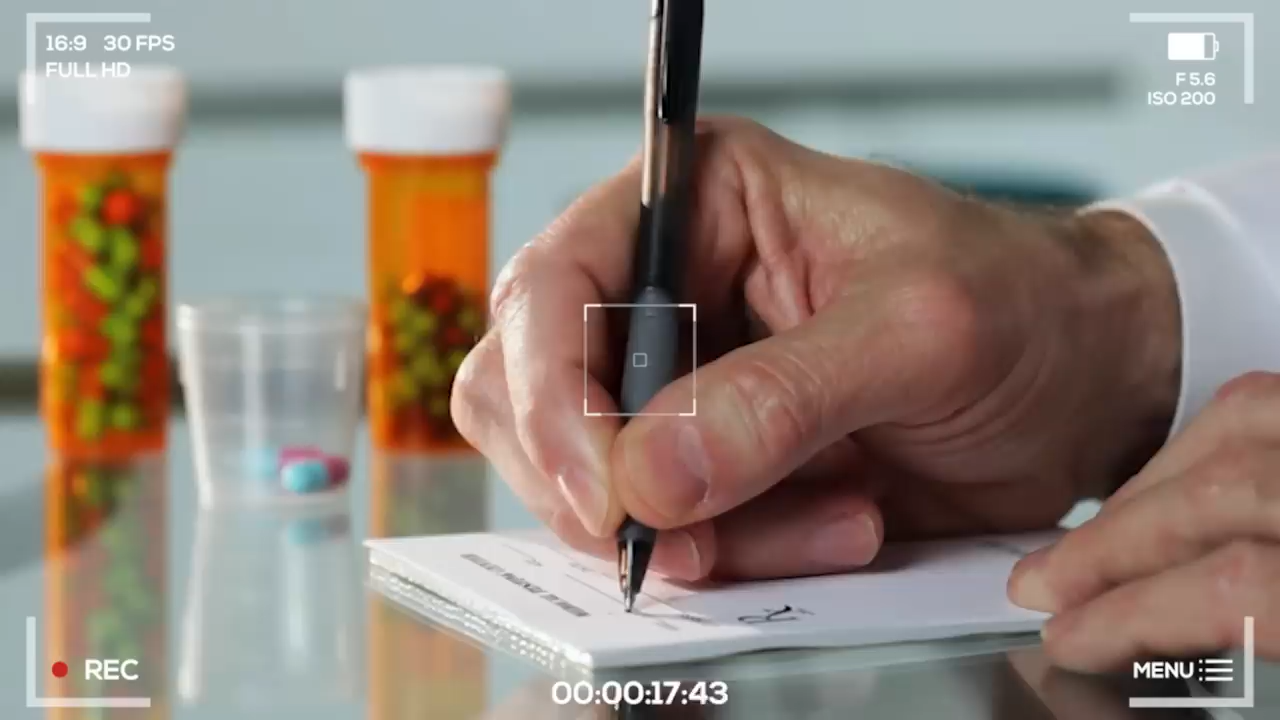 16:9 30 FPS
FULL HD
F 5.6
ISO 200
R
REC
00:00:17:43
MENU